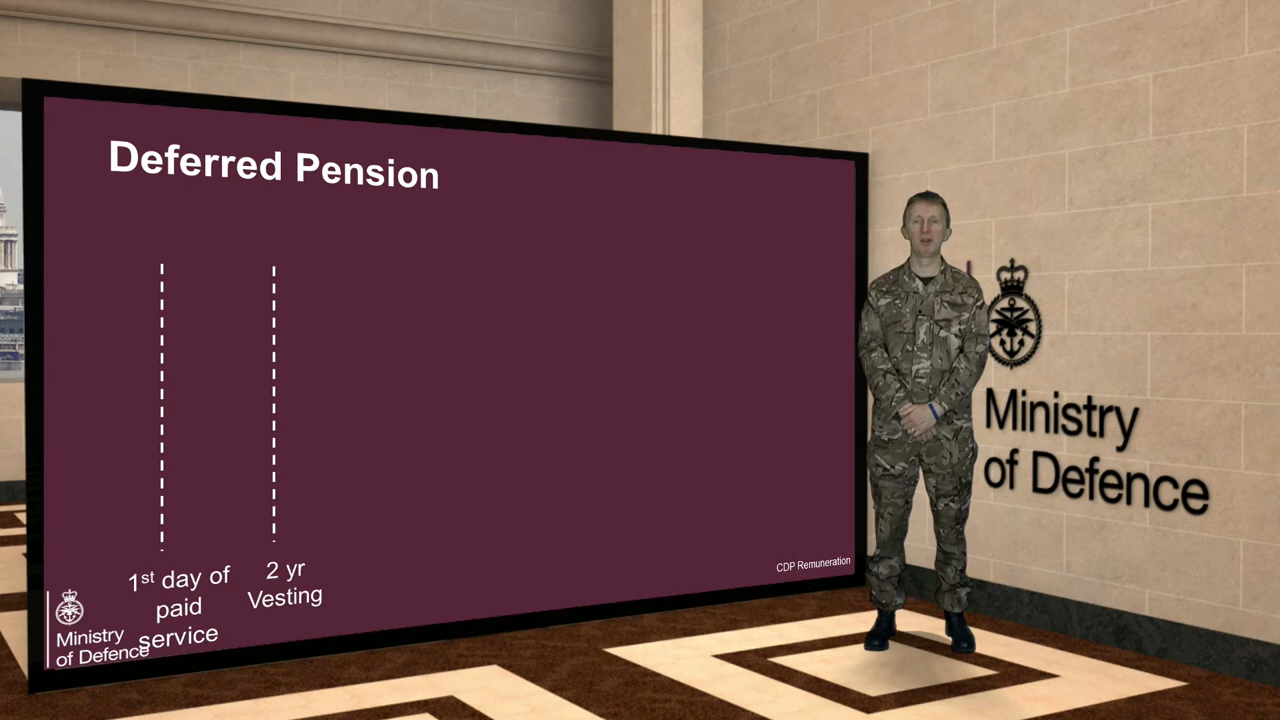 Deferred Pension
1st day of
paid
service
2 yr
Vesting
CDP Remuneration
Ministry
of Defence
Ministry
of Defence